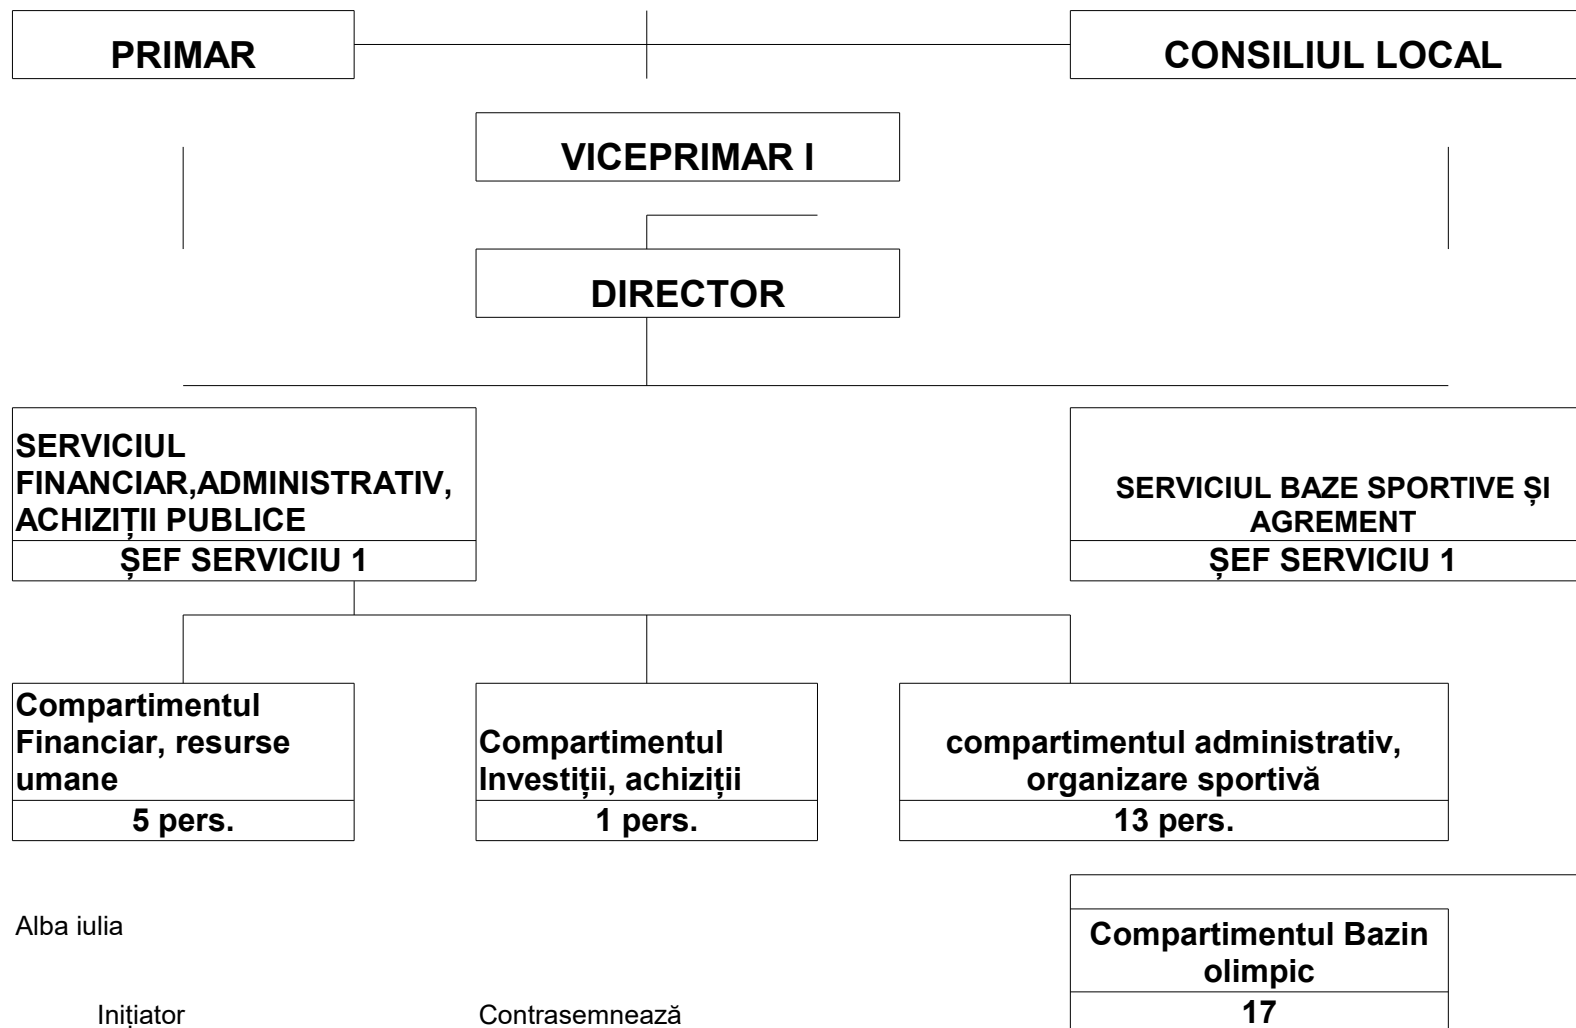 PRIMAR
CONSILIUL LOCAL
VICEPRIMAR I
DIRECTOR
SERVICIUL
FINANCIAR,ADMINISTRATIV,
ACHIZIȚII PUBLICE
ȘEF SERVICIU 1
SERVICIUL BAZE SPORTIVE ȘI
AGREMENT
ȘEF SERVICIU 1
Compartimentul
Financiar, resurse
umane
5 pers.
Compartimentul
Investiții, achiziții
1 pers.
compartimentul administrativ,
organizare sportivă
13 pers.
Alba iulia
Compartimentul Bazin
olimpic
17
Inițiator
Contrasemnează